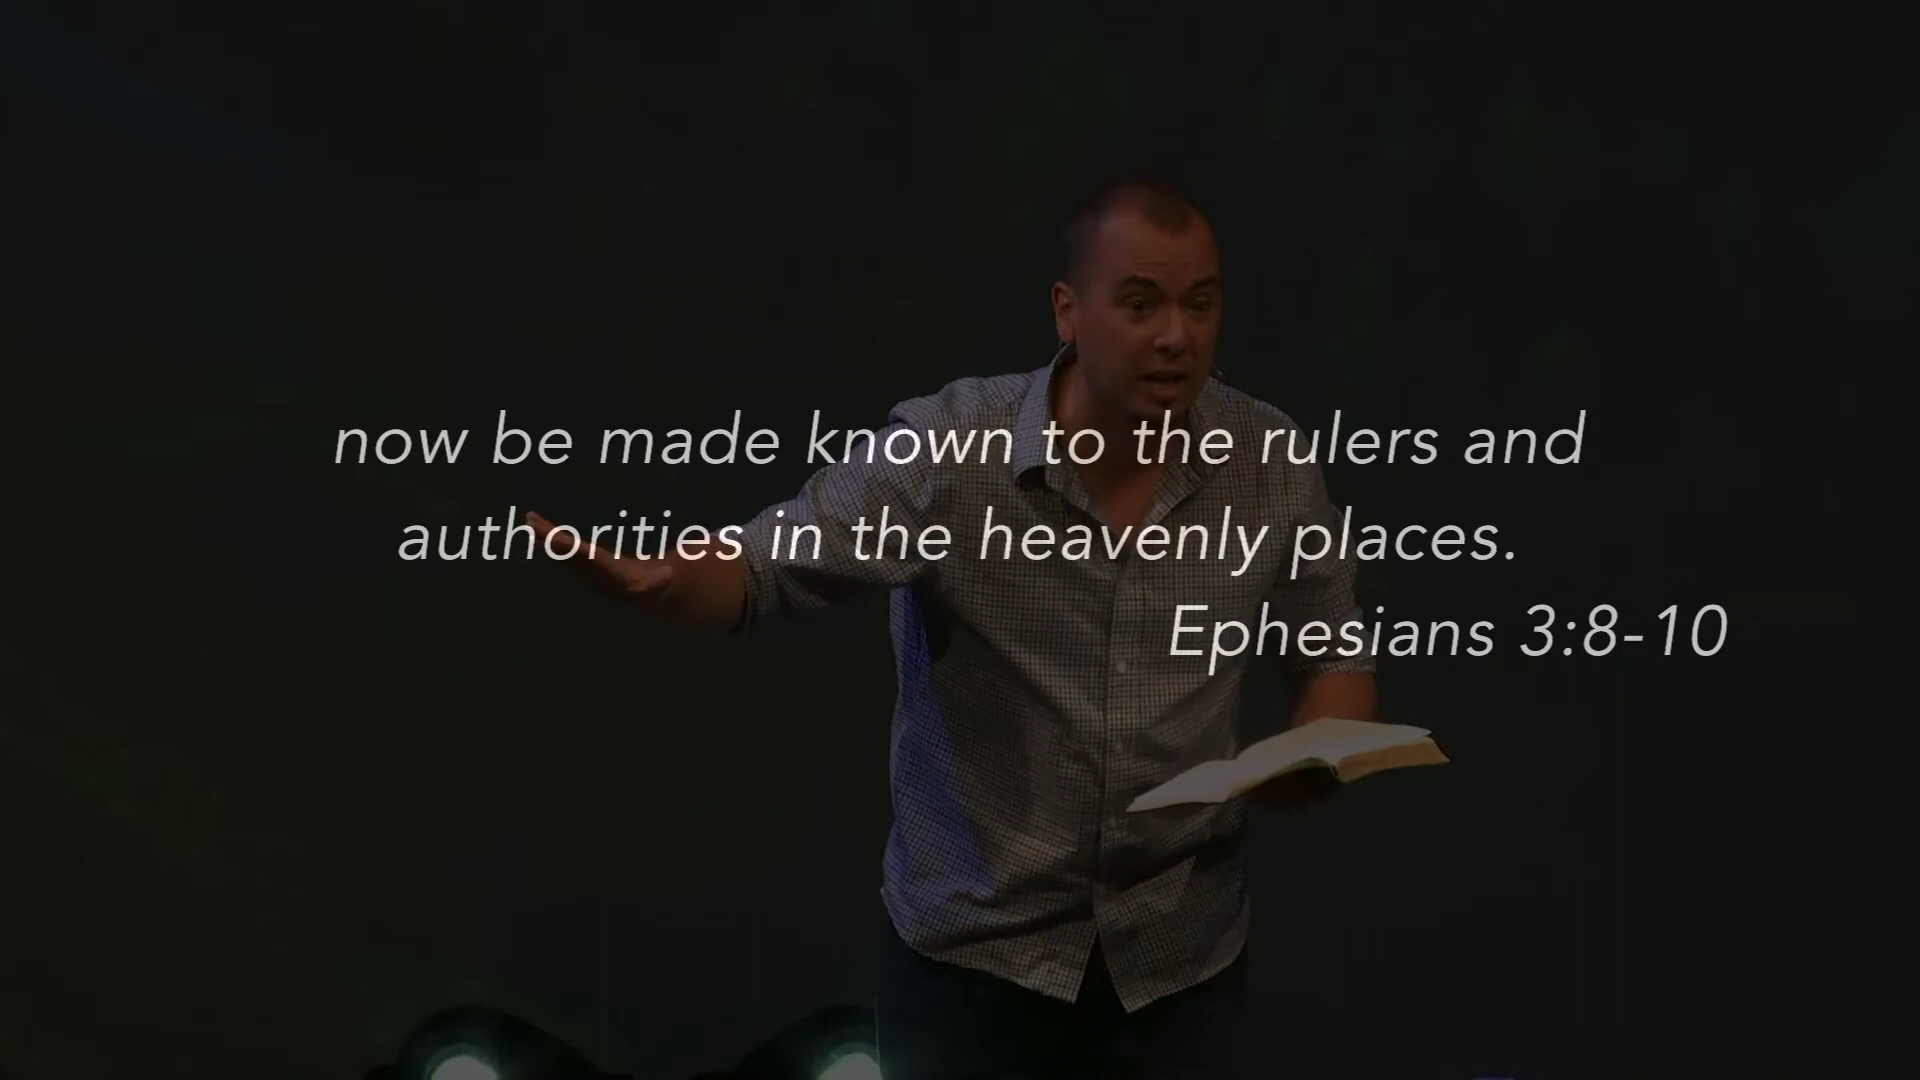 now be made known to the rulers and
authorities in the heavenly places.
Ephesians 3:8-10